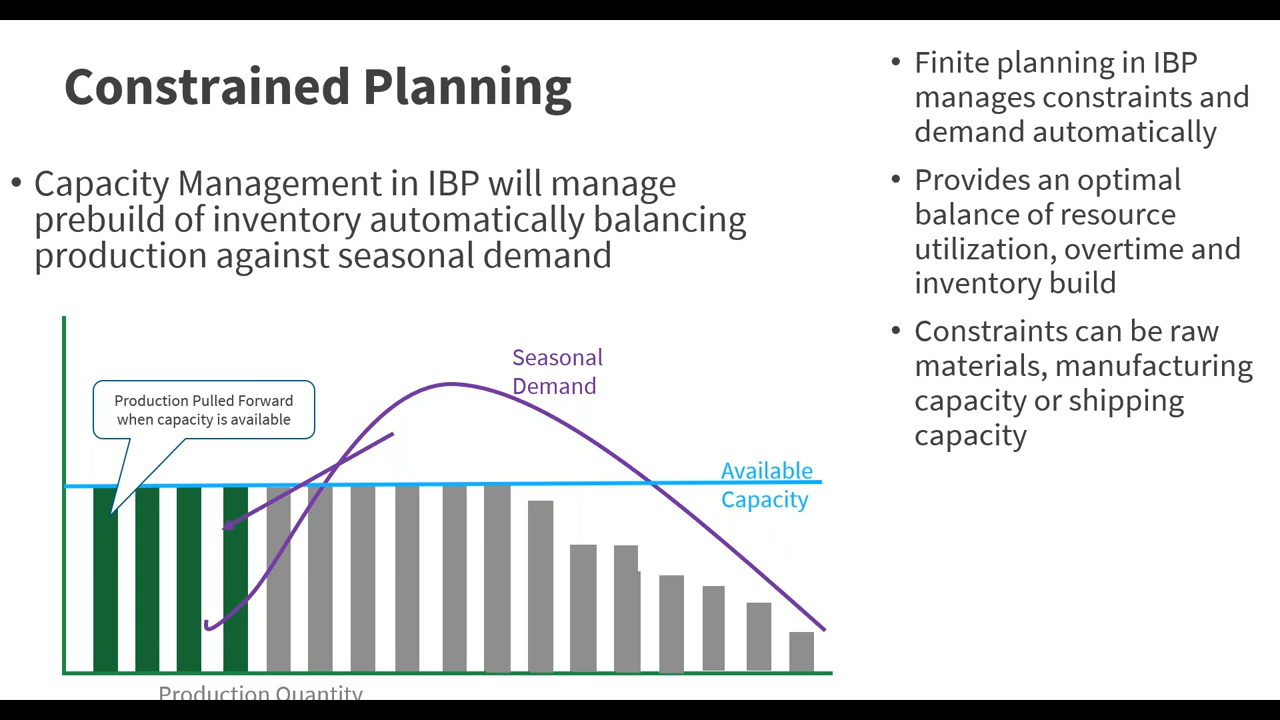 Constrained Planning
• Capacity Management in IBP will manage
prebuild of inventory automatically balancing
production against seasonal demand
Seasonal
Demand
Production Pulled Forward
when capacity is available
Available
Capacity
Production Quantity
• Finite planning in IBP
manages constraints and
demand automatically
• Provides an optimal
balance of resource
utilization, overtime and
inventory build
• Constraints can be raw
materials, manufacturing
capacity or shipping
capacity